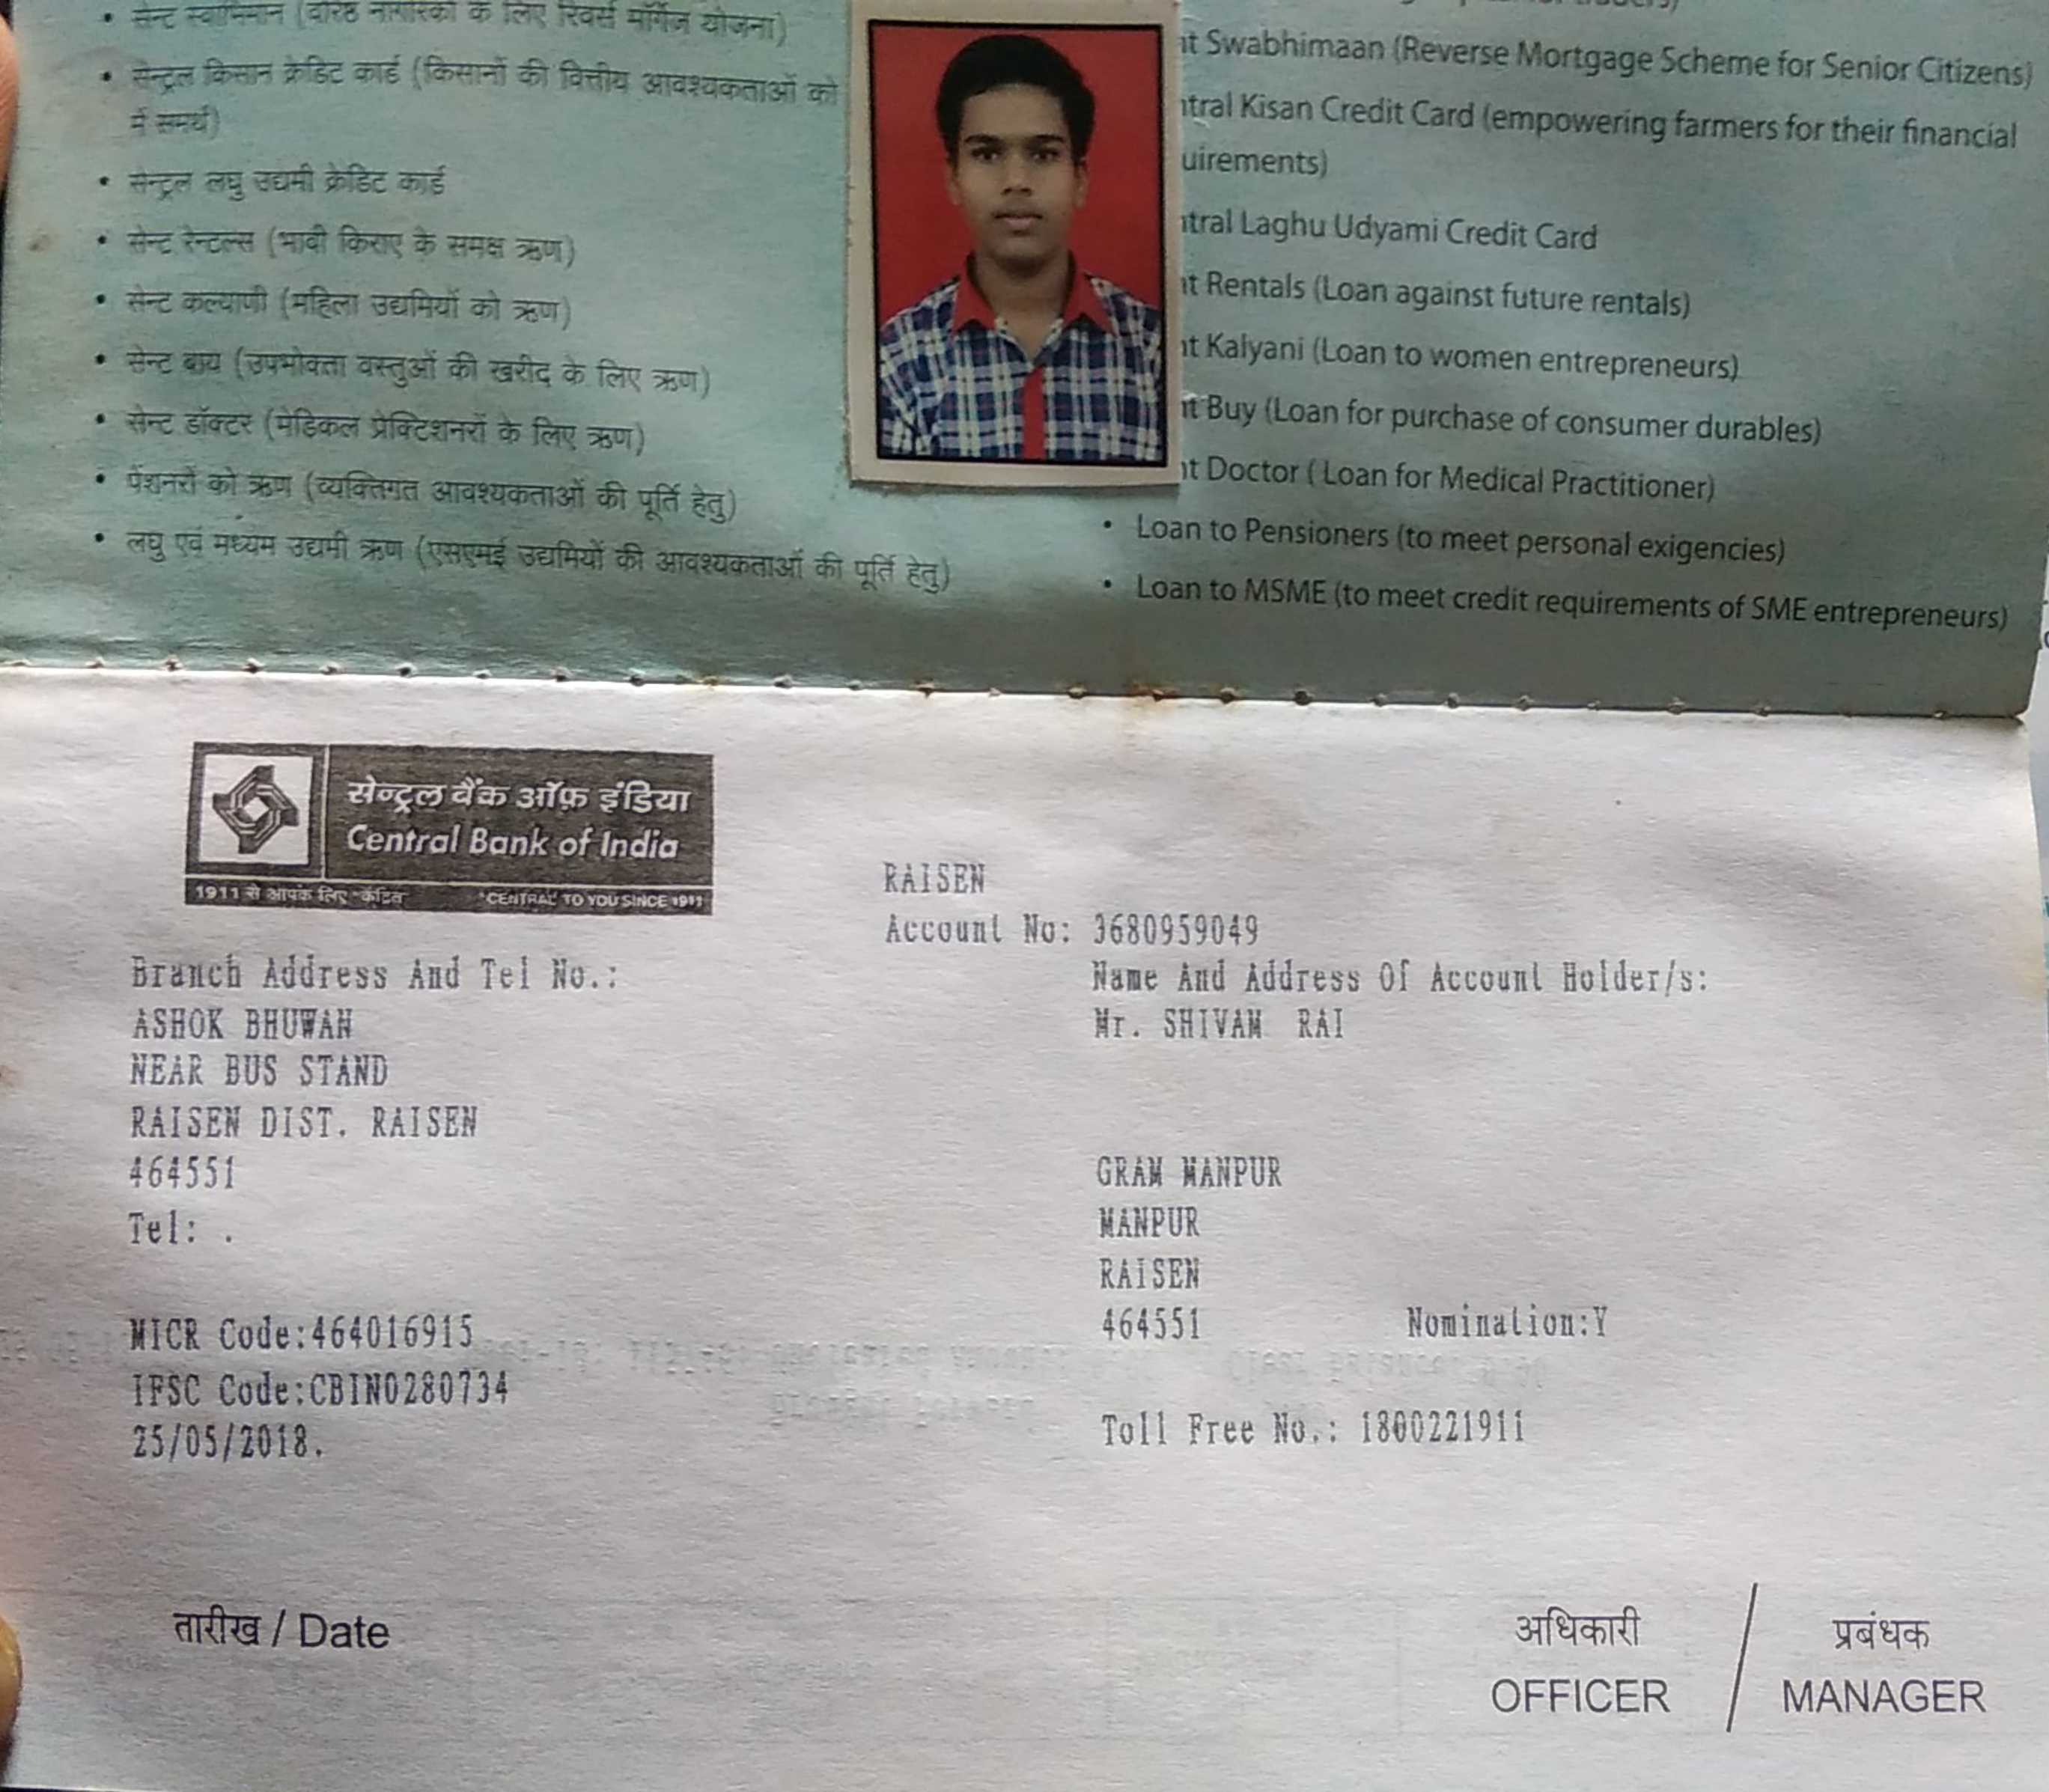 • सेन्ट स्वाभिमान (वरिष्ठ नागरिकों के लिए रिवर्स मॉर्गेज योजना)
• सेन्ट्रल किसान क्रेडिट कार्ड (किसानों की वित्तीय आवश्यकताओं को
में समर्थ)
• सेन्ट्रल लघु उद्यमी क्रेडिट कार्ड
• सेन्ट रेन्टल्स (भावी किराए के समक्ष ऋण)
• सेन्ट कल्याणी (महिला उद्यमियों को ऋण)
• सेन्ट बाय (उपभोक्ता वस्तुओं की खरीद के लिए ऋण)
• सेन्ट डॉक्टर (मेडिकल प्रेक्टिशनरों के लिए ऋण)
• पेंशनरों को ऋण (व्यक्तिगत आवश्यकताओं की पूर्ति हेतु)
• लघु एवं मध्यम उद्यमी ऋण (एसएमई उद्यमियों की आवश्यकताओं की पूर्ति हेतु)
nt Swabhimaan (Reverse Mortgage Scheme for Senior Citizens)
ntral Kisan Credit Card (empowering farmers for their financial
uirements)
ntral Laghu Udyami Credit Card
nt Rentals (Loan against future rentals)
nt Kalyani (Loan to women entrepreneurs)
nt Buy (Loan for purchase of consumer durables)
nt Doctor ( Loan for Medical Practitioner)
• Loan to Pensioners (to meet personal exigencies)
• Loan to MSME (to meet credit requirements of SME entrepreneurs)
सेन्ट्रल बैंक ऑफ़ इंडिया
Central Bank of India
1911 से आपके लिए "केंद्रित" "CENTRAL" TO YOU SINCE 1911
RAISEN
Account No: 3680959049
Branch Address And Tel No.:
ASHOK BHUWAN
NEAR BUS STAND
RAISEN DIST. RAISEN
464551
Tel: .
MICR Code:464016915
IFSC Code:CBIN0280734
25/05/2018.
Name And Address Of Account Holder/s:
Mr. SHIVAM RAI
GRAM MANPUR
MANPUR
RAISEN
464551 Nomination:Y
Toll Free No.: 1800221911
तारीख / Date
अधिकारी / प्रबंधक
OFFICER / MANAGER